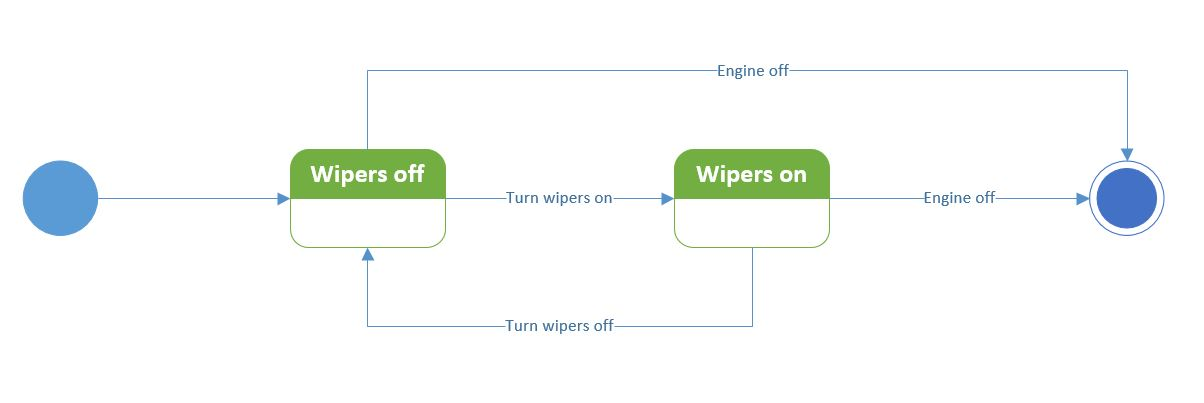 Engine off
Wipers off
Turn wipers on
Wipers on
Engine off
Turn wipers off